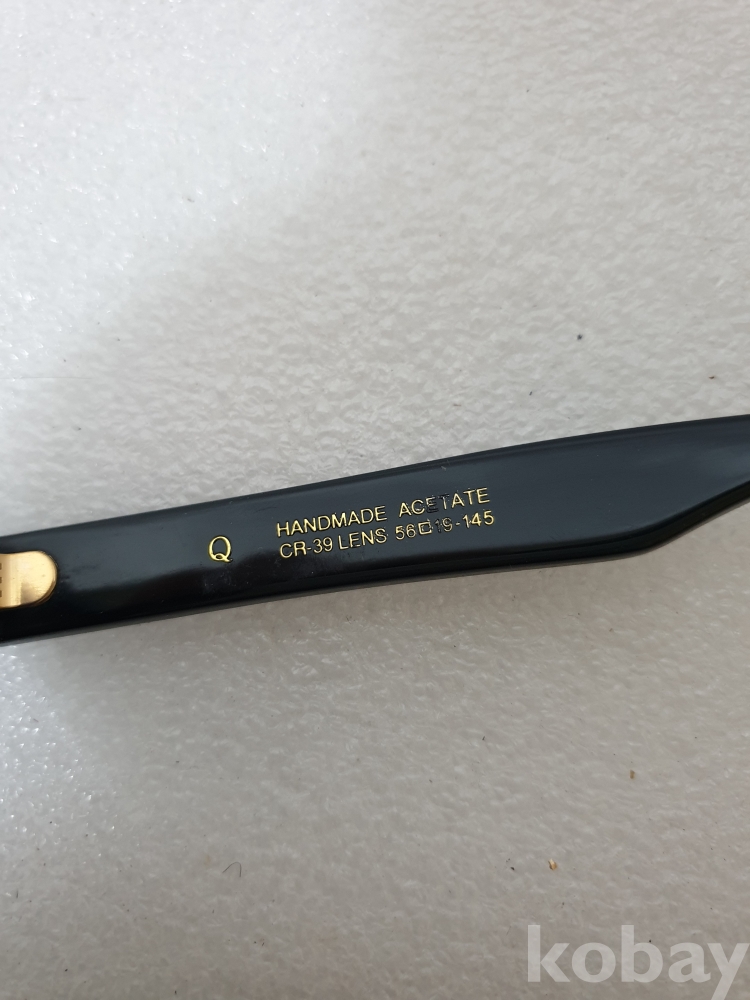 Q
HANDMADE ACETATE
CR-39 LENS 56□19-145
kobay